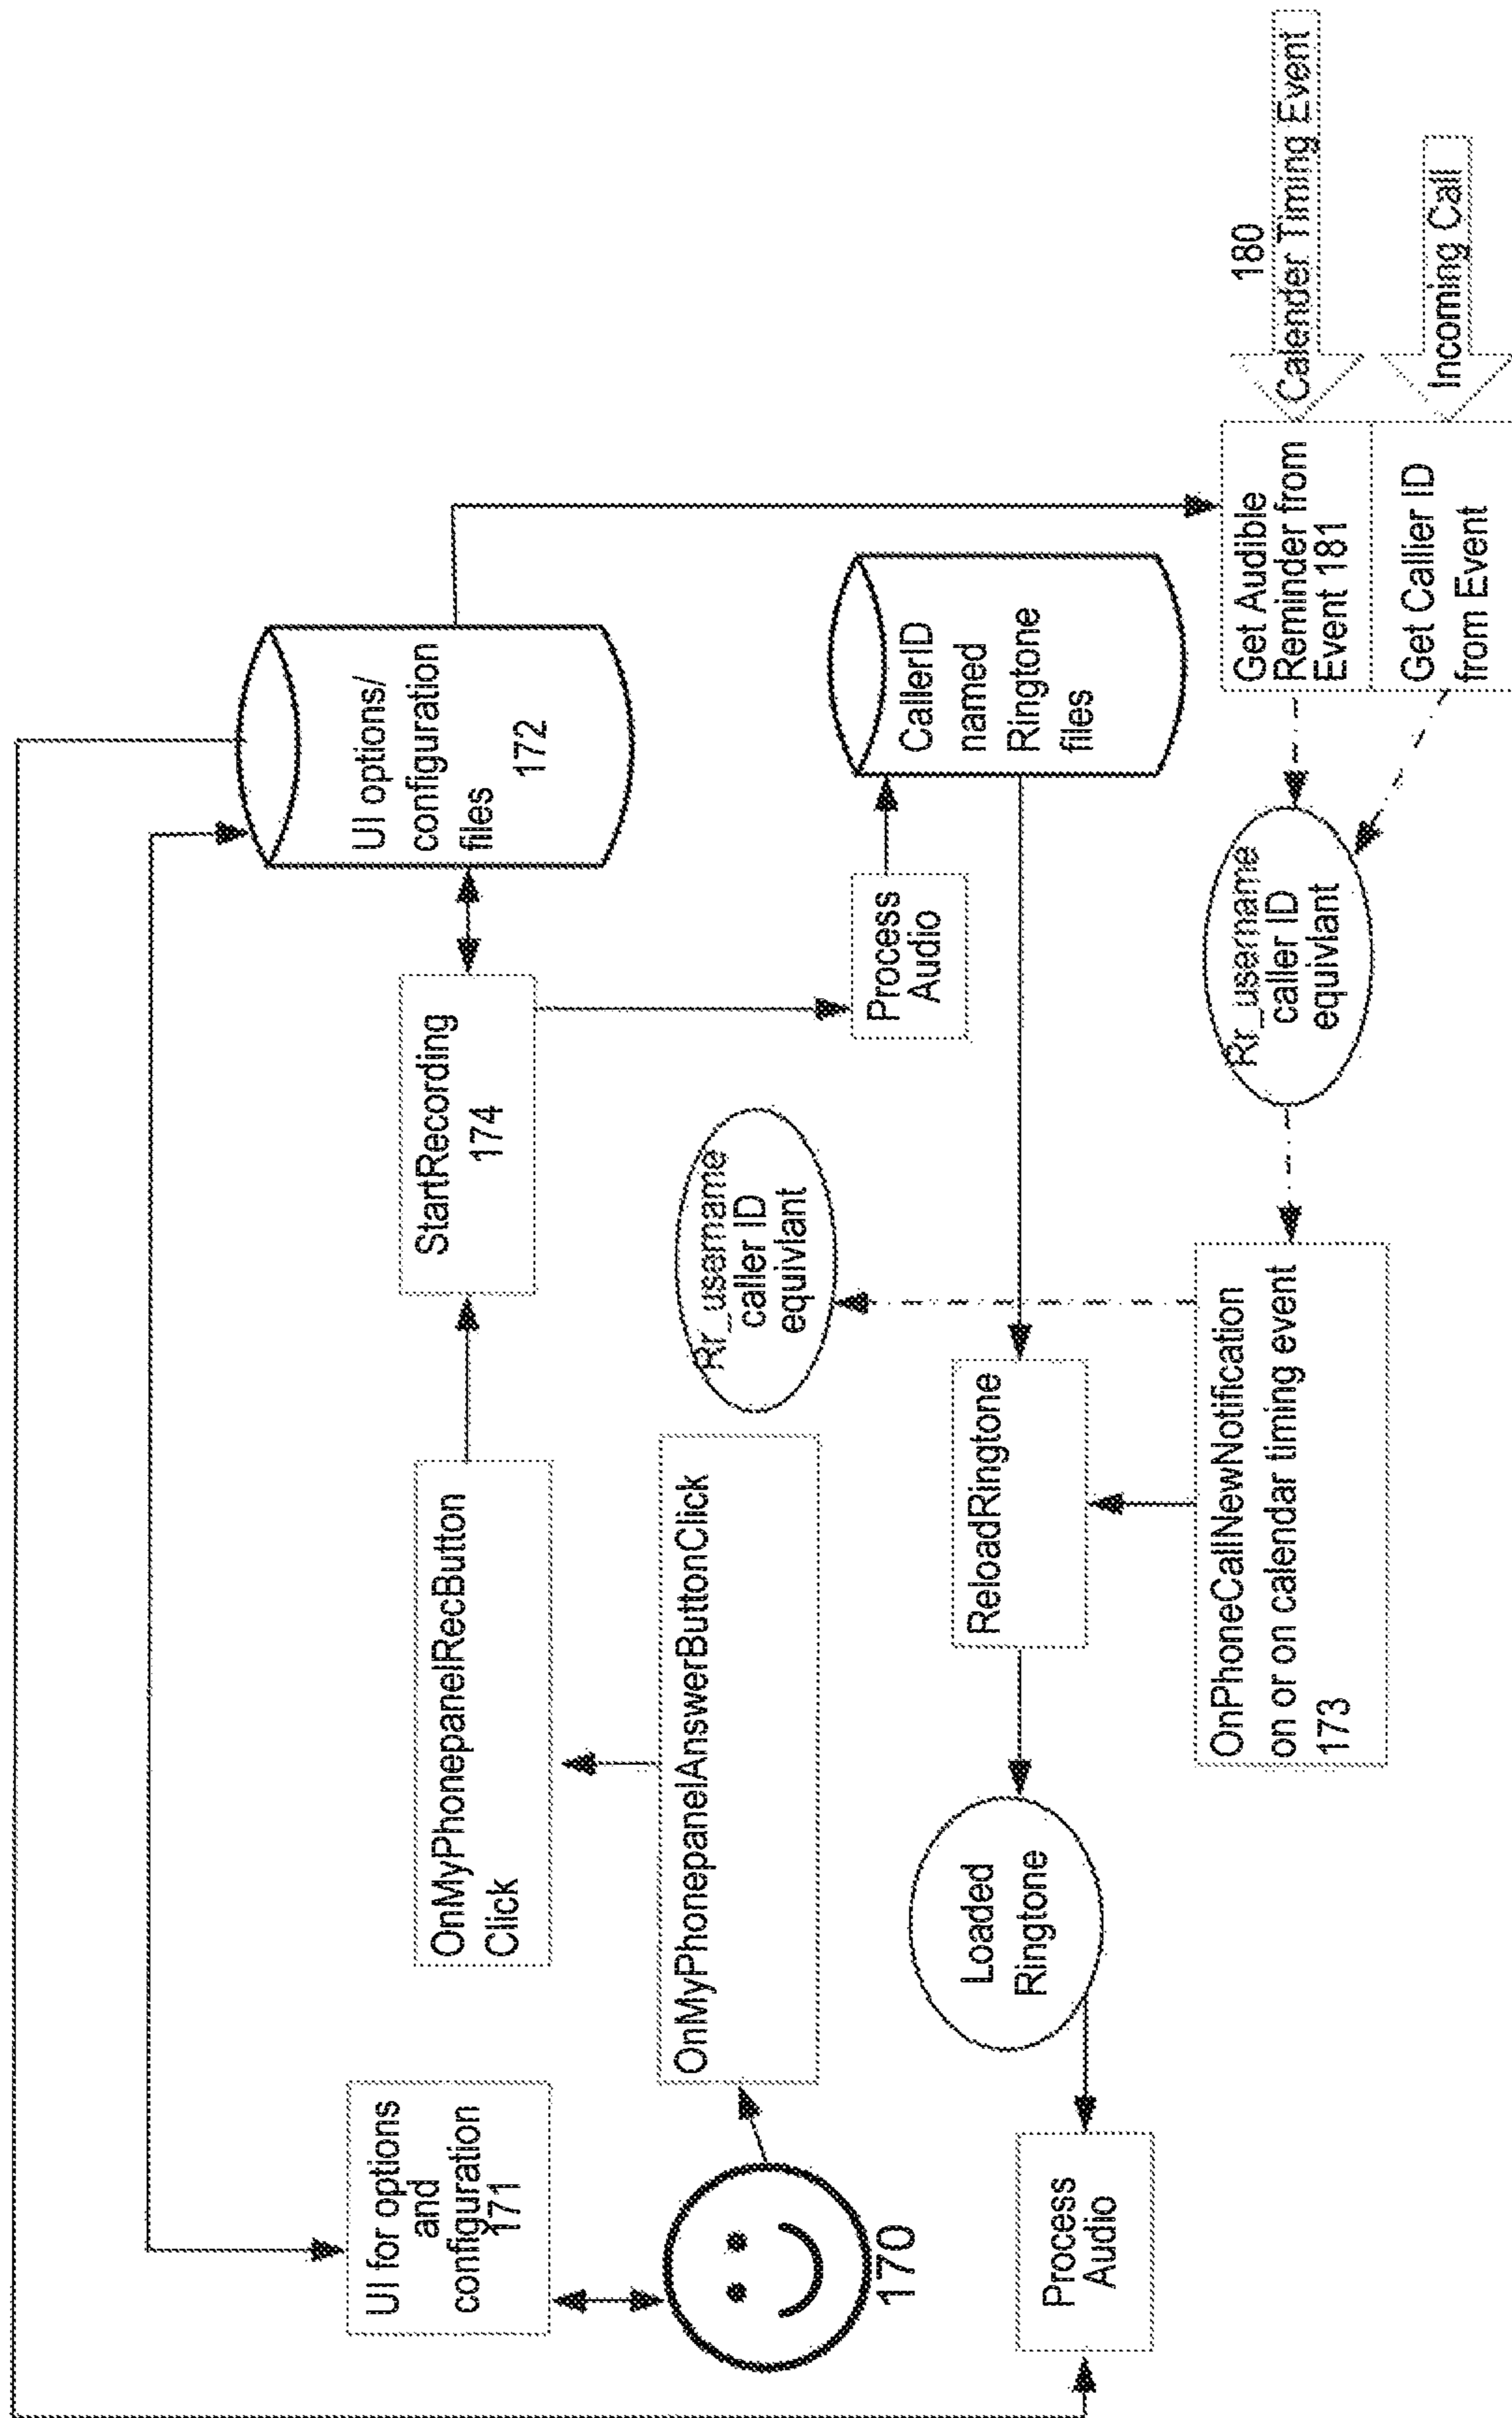 UI for options
and
configuration
171
170
OnMyPhonepanelRecButton
Click
OnMyPhonepanelAnswerButtonClick
StartRecording
174
UI options/
configuration
files
172
Rr_username
caller ID
equivlant
Process
Audio
CallerID
named
Ringtone
files
Process
Audio
Loaded
Ringtone
ReloadRingtone
OnPhoneCallNewNotification
on or on calendar timing event
173
Rr_username
caller ID
equivlant
Get Audible
Reminder from
Event 181
Get Callier ID
from Event
180
Calender Timing Event
Incoming Call